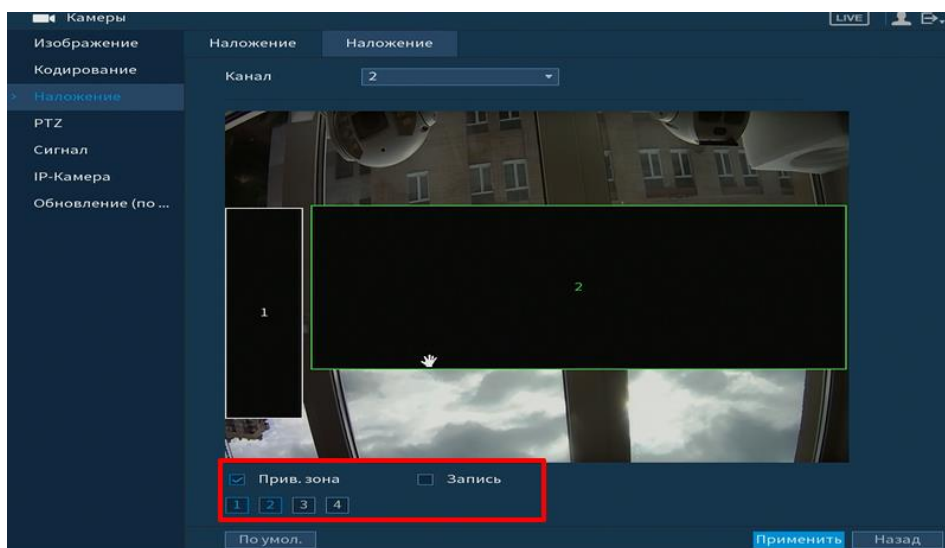 Камеры LIVE
Изображение Наложение Наложение
Кодирование Канал 2
Наложение
PTZ
Сигнал
IP-Камера
Обновление (по ...
1 2
Прив. зона Запись
1 2 3 4
По умол. Применить Назад